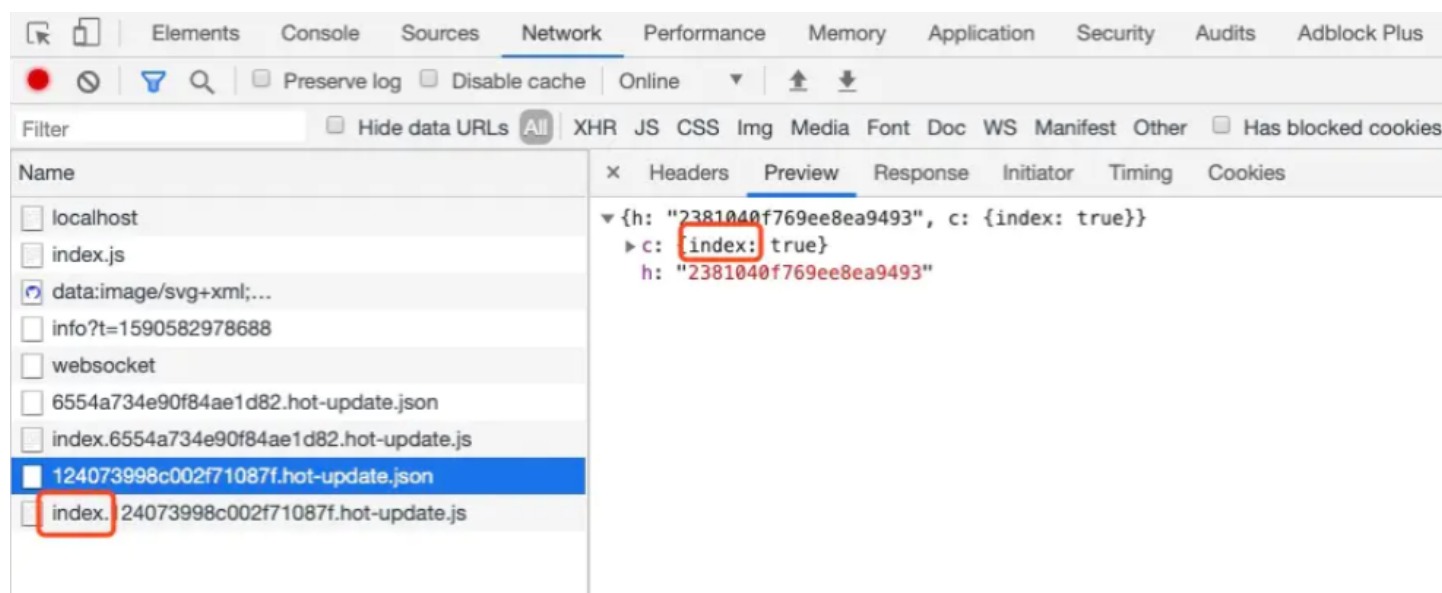 Elements Console Sources Network Performance Memory Application Security Audits Adblock Plus
Preserve log Disable cache Online
Filter Hide data URLs All XHR JS CSS Img Media Font Doc WS Manifest Other Has blocked cookies
Name
× Headers Preview Response Initiator Timing Cookies
localhost
index.js
data:image/svg+xml;...
info?t=1590582978688
websocket
6554a734e90f84ae1d82.hot-update.json
index.6554a734e90f84ae1d82.hot-update.js
124073998c002f71087f.hot-update.json
index.124073998c002f71087f.hot-update.js
{h: "2381040f769ee8ea9493", c: {index: true}}
c: {index: true}
h: "2381040f769ee8ea9493"